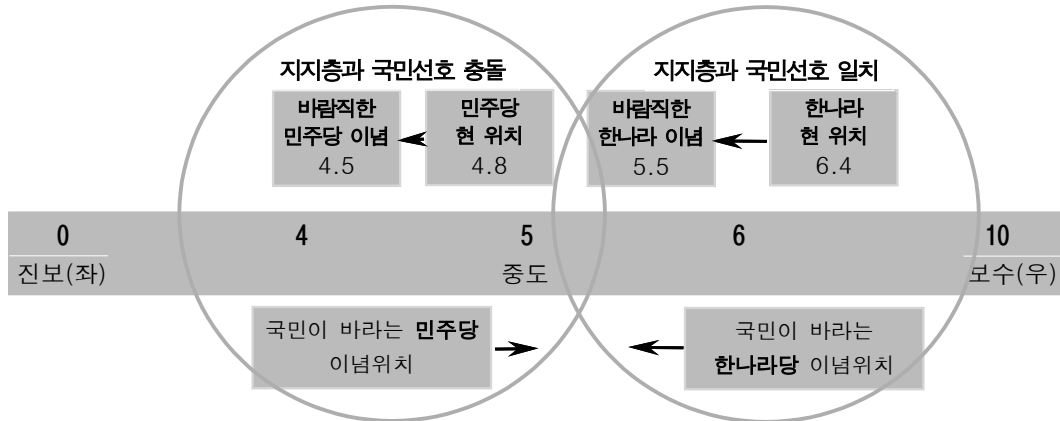 지지층과 국민선호 충돌
지지층과 국민선호 일치
바람직한
민주당 이념
4.5
민주당
현 위치
4.8
바람직한
한나라 이념
5.5
한나라
현 위치
6.4
0
4
5
6
10
진보(좌)
중도
보수(우)
국민이 바라는 민주당
이념위치
국민이 바라는
한나라당 이념위치